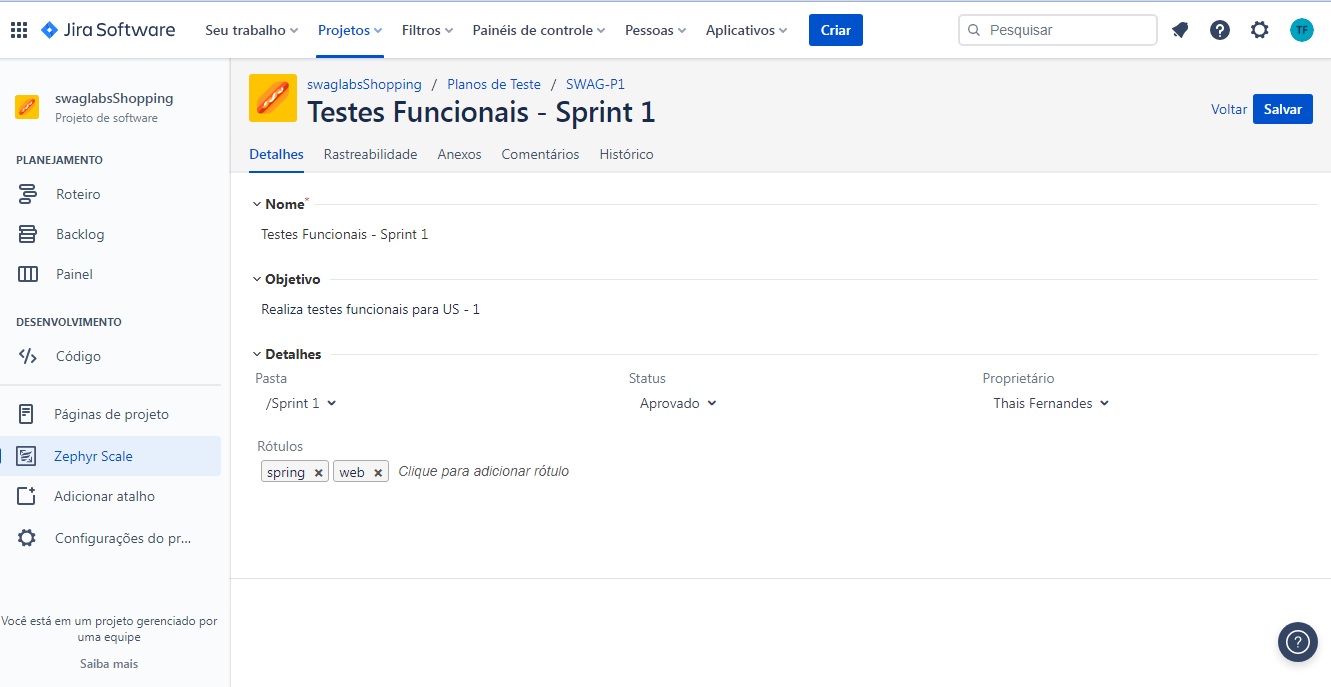 Jira Software Seu trabalho Projetos Filtros Painéis de controle Pessoas Aplicativos Criar Pesquisar TF
swaglabsShopping
Projeto de software
PLANEJAMENTO
Roteiro
Backlog
Painel
DESENVOLVIMENTO
Código
Páginas de projeto
Zephyr Scale
Adicionar atalho
Configurações do pr...
Você está em um projeto gerenciado por
uma equipe
Saiba mais
swaglabsShopping / Planos de Teste / SWAG-P1
Testes Funcionais - Sprint 1
Voltar Salvar
Detalhes Rastreabilidade Anexos Comentários Histórico
Nome*
Testes Funcionais - Sprint 1
Objetivo
Realiza testes funcionais para US - 1
Detalhes
Pasta Status Proprietário
/Sprint 1 Aprovado Thais Fernandes
Rótulos
spring × web × Clique para adicionar rótulo